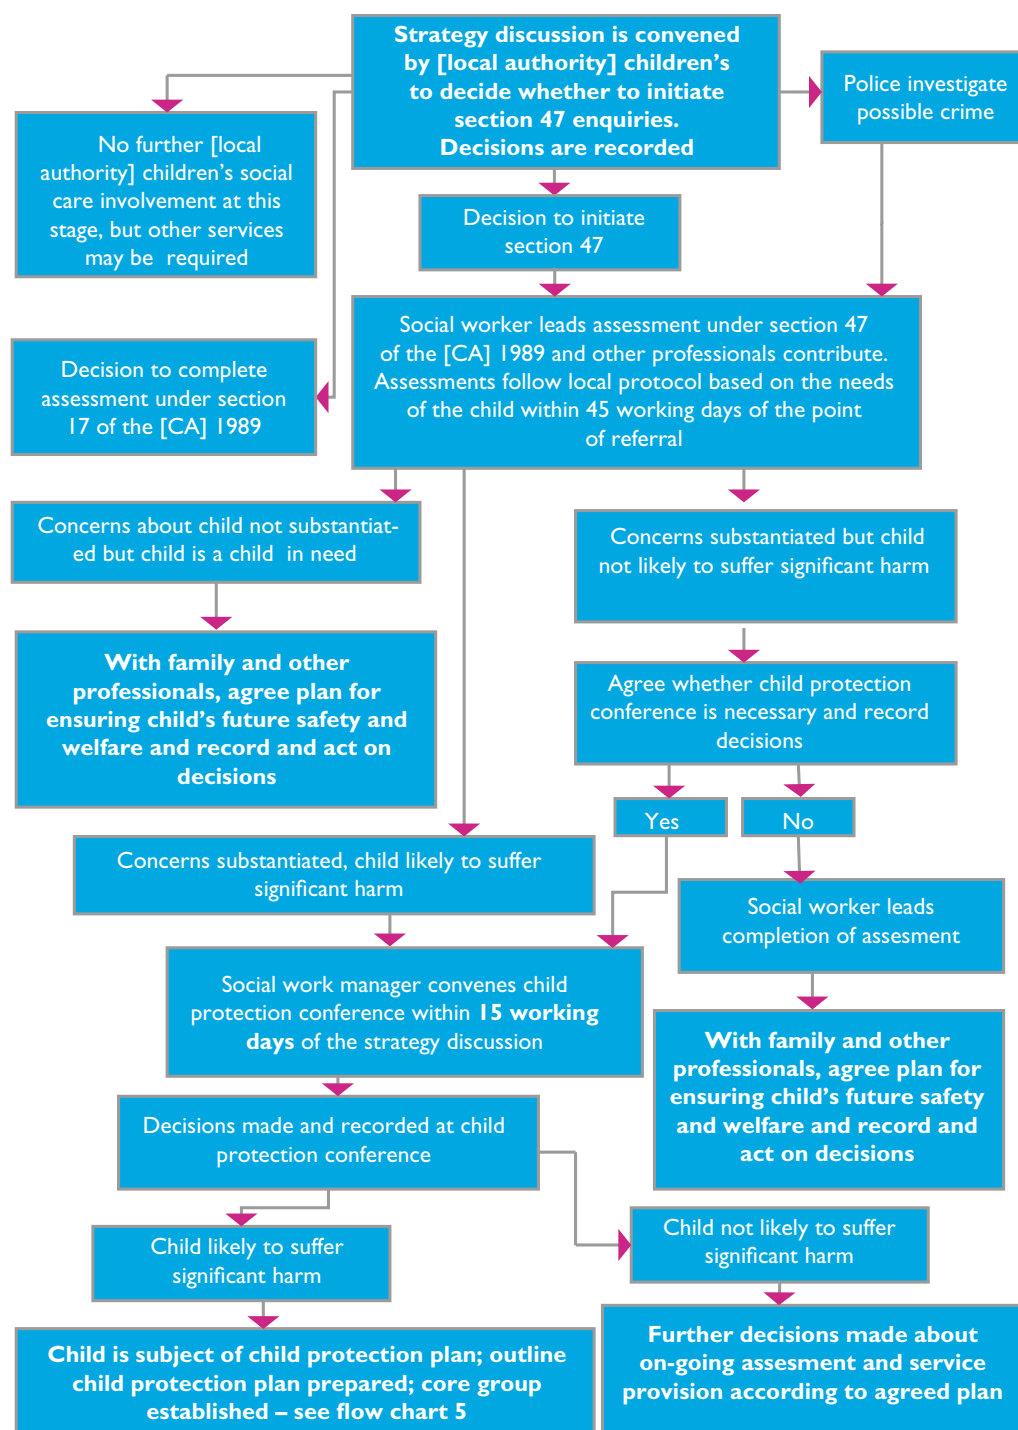 Strategy discussion is convened
by [local authority] children's
to decide whether to initiate
section 47 enquiries.
Decisions are recorded
Police investigate
possible crime
No further [local
authority] children's social
care involvement at this
stage, but other services
may be required
Decision to initiate
section 47
Social worker leads assessment under section 47
of the [CA] 1989 and other professionals contribute.
Assessments follow local protocol based on the needs
of the child within 45 working days of the point
of referral
Decision to complete
assessment under section
17 of the [CA] 1989
Concerns about child not substantiat-
ed but child is a child in need
Concerns substantiated but child
not likely to suffer significant harm
With family and other
professionals, agree plan for
ensuring child's future safety and
welfare and record and act on
decisions
Agree whether child protection
conference is necessary and record
decisions
Yes
No
Concerns substantiated, child likely to suffer
significant harm
Social worker leads
completion of assesment
Social work manager convenes child
protection conference within 15 working
days of the strategy discussion
With family and other
professionals, agree plan for
ensuring child's future safety
and welfare and record and
act on decisions
Decisions made and recorded at child
protection conference
Child likely to suffer
significant harm
Child not likely to suffer
significant harm
Child is subject of child protection plan; outline
child protection plan prepared; core group
established – see flow chart 5
Further decisions made about
on-going assesment and service
provision according to agreed plan